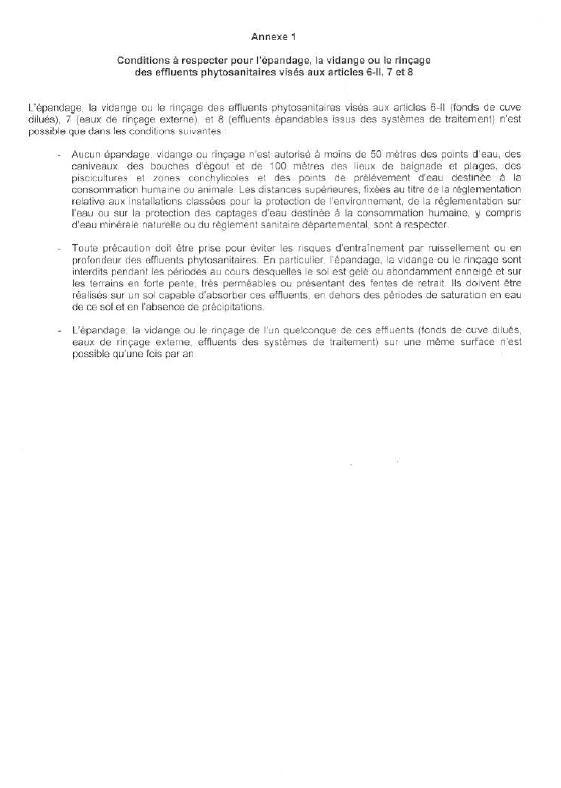 Annexe 1
Conditions à respecter pour l'épandage, la vidange ou le rinçage
des effluents phytosanitaires visés aux articles 6-II, 7 et 8
L'épandage, la vidange ou le rinçage des effluents phytosanitaires visés aux articles 6-II (fonds de cuve
dilués), 7 (eaux de rinçage externe), et 8 (effluents épandables issus des systèmes de traitement) n'est
possible que dans les conditions suivantes :
- Aucun épandage, vidange ou rinçage n'est autorisé à moins de 50 mètres des points d'eau, des
caniveaux, des bouches d'égout et de 100 mètres des lieux de baignade et plages, des
piscicultures et zones conchylicoles et des points de prélèvement d'eau destinée à la
consommation humaine ou animale. Les distances supérieures, fixées au titre de la réglementation
relative aux installations classées pour la protection de l'environnement, de la réglementation sur
l'eau ou sur la protection des captages d'eau destinée à la consommation humaine, y compris
d'eau minérale naturelle ou du règlement sanitaire départemental, sont à respecter.
- Toute précaution doit être prise pour éviter les risques d'entraînement par ruissellement ou en
profondeur des effluents phytosanitaires. En particulier, l'épandage, la vidange ou le rinçage sont
interdits pendant les périodes au cours desquelles le sol est gelé ou abondamment enneigé et sur
les terrains en forte pente, très perméables ou présentant des fentes de retrait. Ils doivent être
réalisés sur un sol capable d'absorber ces effluents, en dehors des périodes de saturation en eau
de ce sol et en l'absence de précipitations.
- L'épandage, la vidange ou le rinçage de l'un quelconque de ces effluents (fonds de cuve dilués,
eaux de rinçage externe, effluents des systèmes de traitement) sur une même surface n'est
possible qu'une fois par an